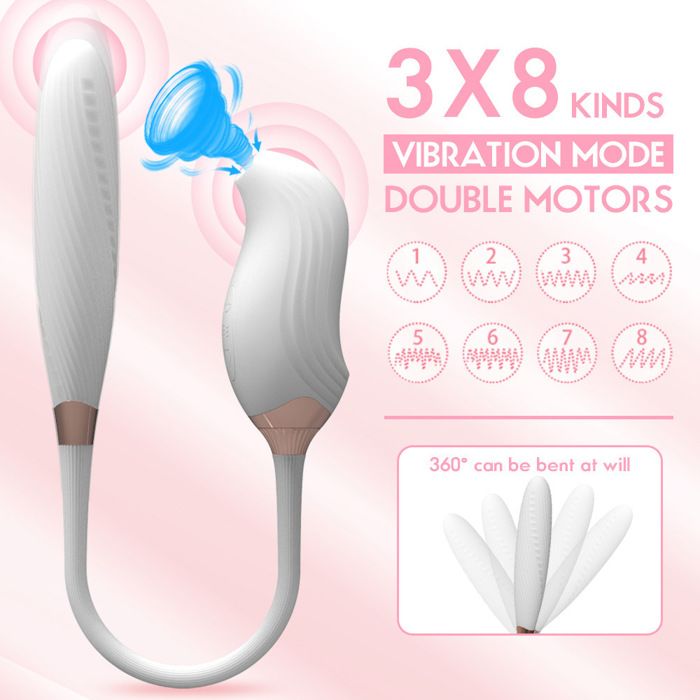 3X8 KINDS
VIBRATION MODE
DOUBLE MOTORS
1 2 3 4
5 6 7 8
360° can be bent at will